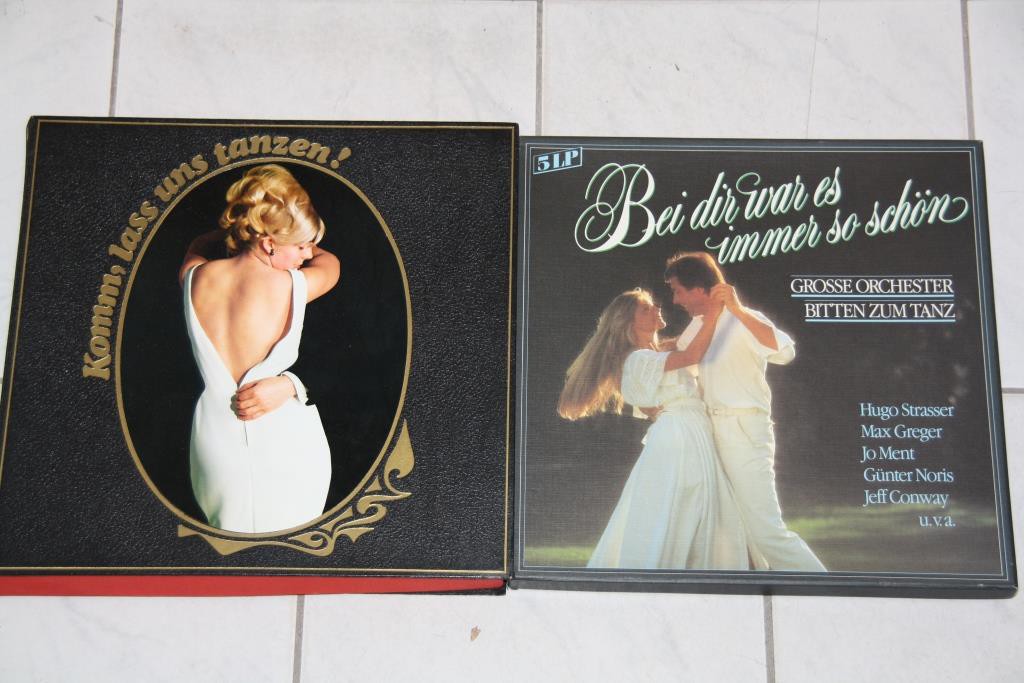 Komm, lass uns tanzen!
5 LP
Bei dir war es
immer so schön
GROSSE ORCHESTER
BITTEN ZUM TANZ
Hugo Strasser
Max Greger
Jo Ment
Günter Noris
Jeff Conway
u.v.a.